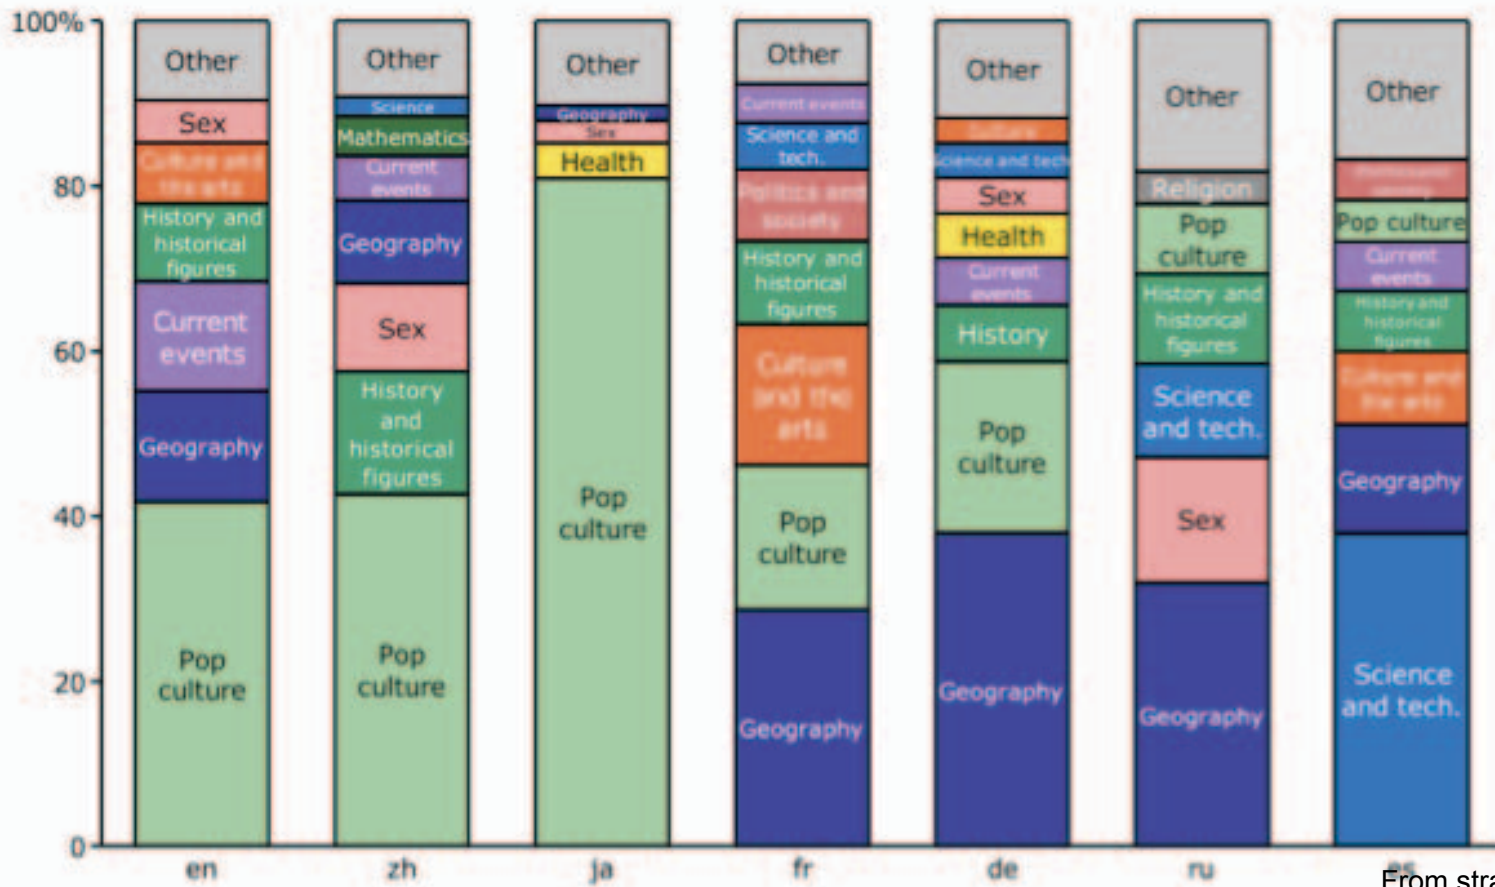 100%
80
60
40
20
0
Other
Sex
Culture and
the arts
History and
historical
figures
Current
events
Geography
Pop
culture
en
Other
Science
Mathematics
Current
events
Geography
Sex
History
and
historical
figures
Pop
culture
zh
Other
Geography
Sex
Health
Pop
culture
ja
Other
Current events
Science and
tech.
Politics and
society
History and
historical
figures
Culture
and the
arts
Pop
culture
Geography
fr
Other
Culture
Science and tech
Sex
Health
Current
events
History
Pop
culture
Geography
de
Other
Religion
Pop
culture
History and
historical
figures
Science
and tech.
Sex
Geography
ru
Other
society
Pop culture
Current
events
History and
historical
figures
Culture and
the arts
Geography
Science
and tech.
es
From stra